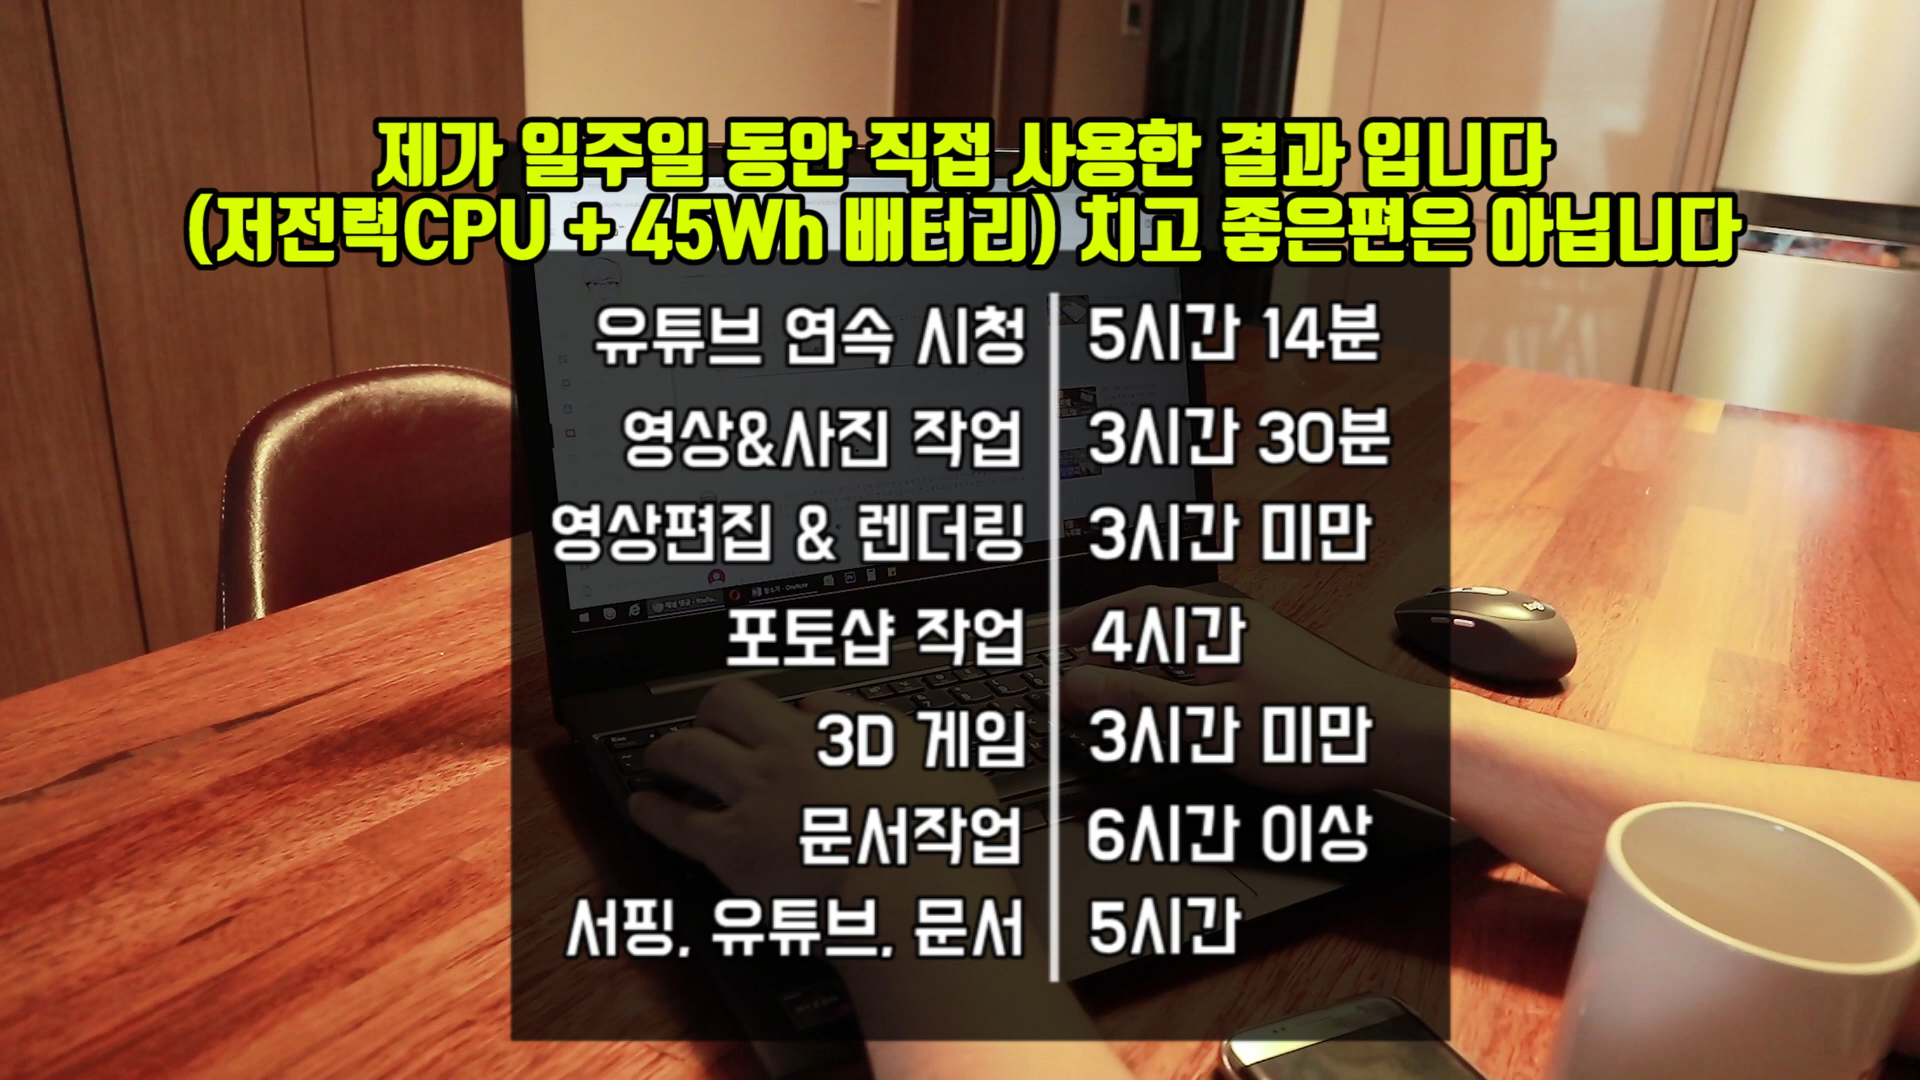 제가 일주일 동안 직접 사용한 결과 입니다
(저전력CPU + 45Wh 배터리) 치고 좋은편은 아닙니다
유튜브 연속 시청 5시간 14분
영상&사진 작업 3시간 30분
영상편집 & 렌더링 3시간 미만
포토샵 작업 4시간
3D 게임 3시간 미만
문서작업 6시간 이상
서핑, 유튜브, 문서 5시간